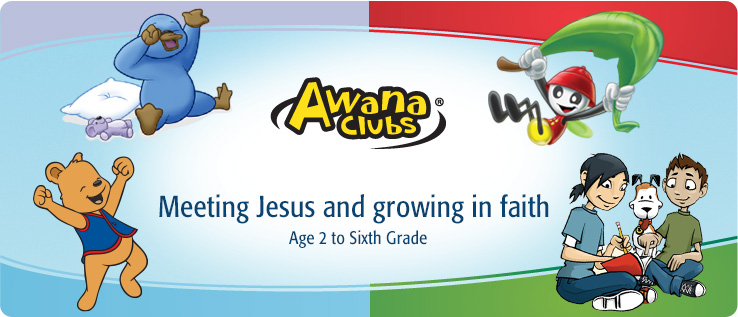 Awana®
Clubs
Meeting Jesus and growing in faith
Age 2 to Sixth Grade